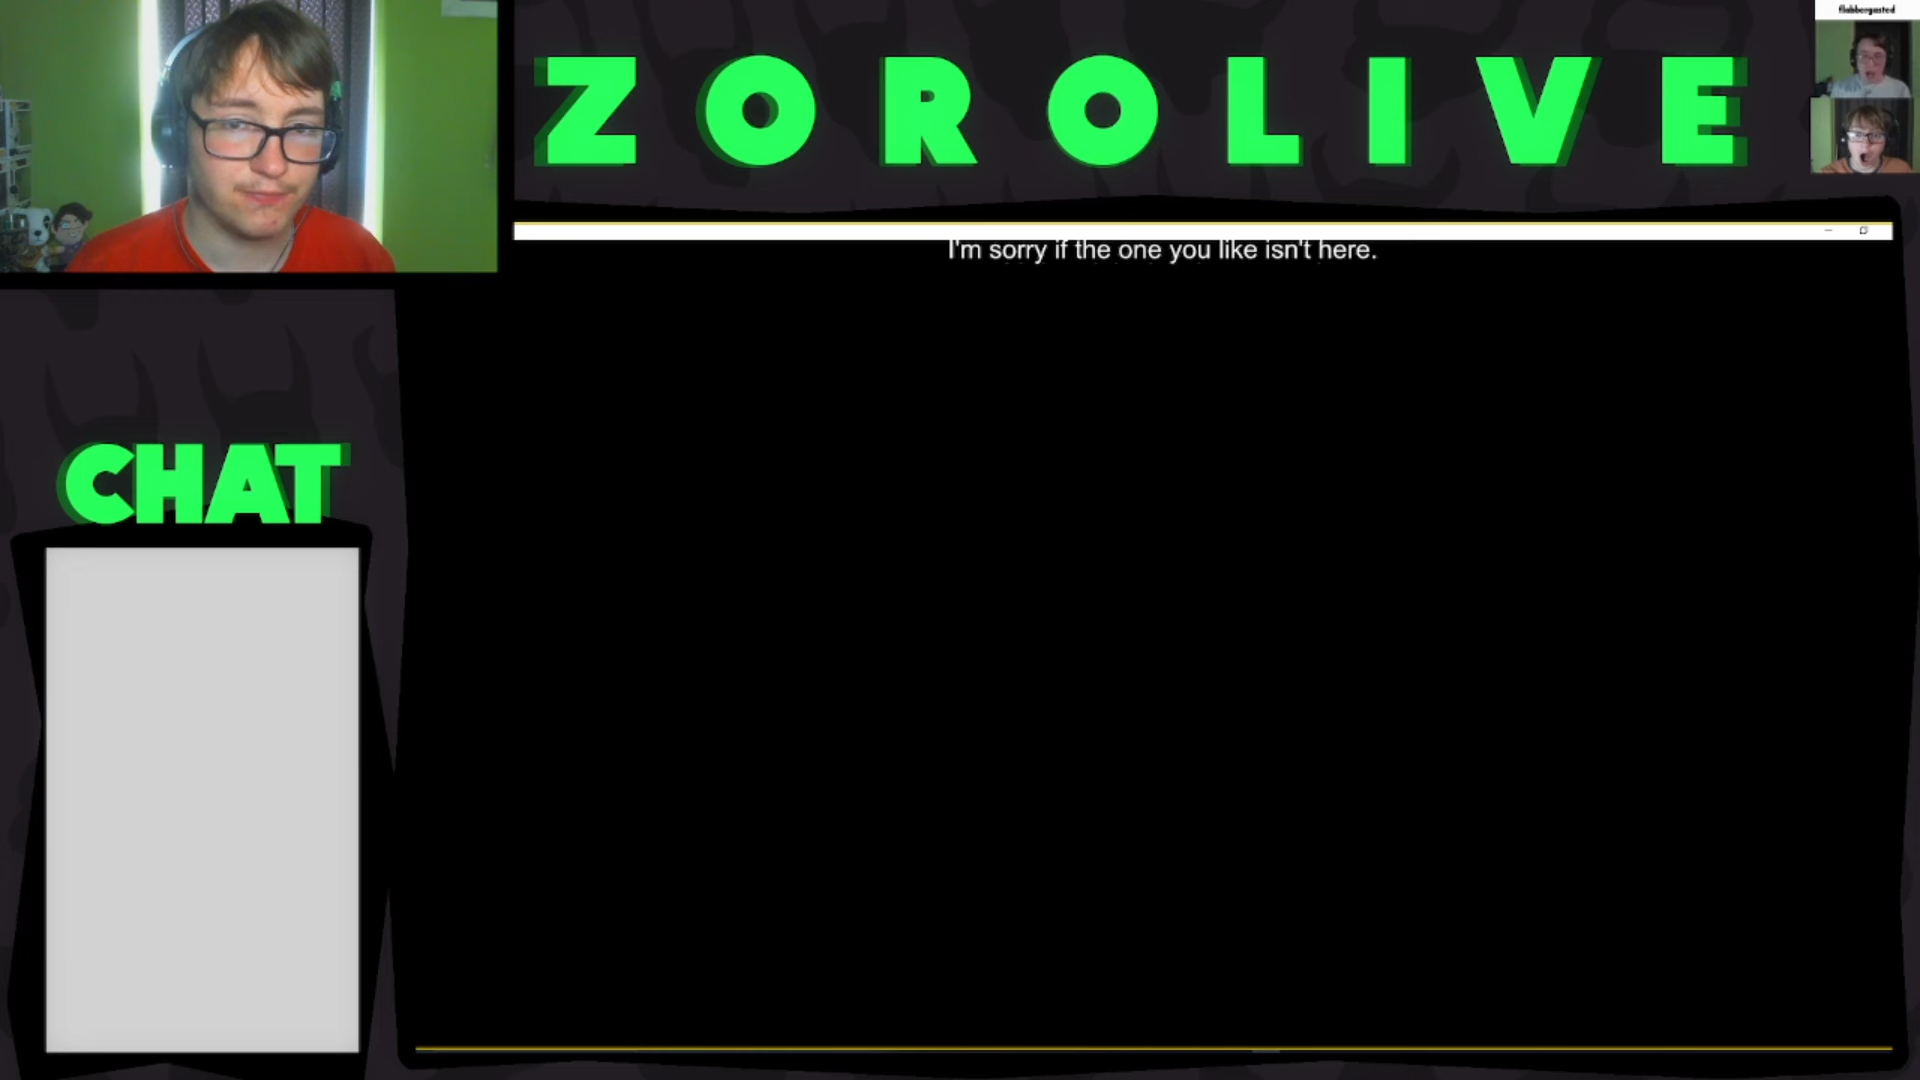 flabbergasted
ZOROLIVE
I'm sorry if the one you like isn't here.
CHAT